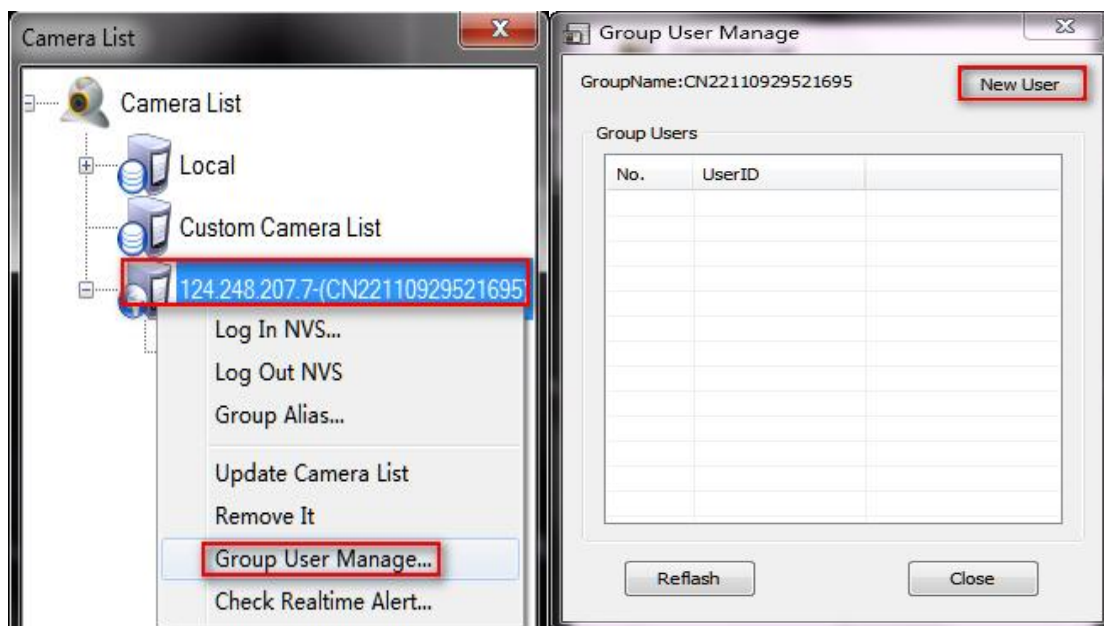 Camera List
Camera List
Local
Custom Camera List
124.248.207.7-(CN22110929521695)
Log In NVS...
Log Out NVS
Group Alias...
Update Camera List
Remove It
Group User Manage...
Check Realtime Alert...
Group User Manage
GroupName:CN22110929521695
New User
Group Users
No. UserID
Reflash
Close